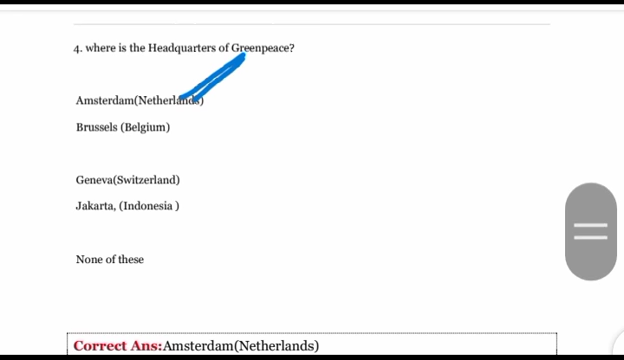 4. where is the Headquarters of Greenpeace?
Amsterdam(Netherlands)
Brussels (Belgium)
Geneva(Switzerland)
Jakarta, (Indonesia )
None of these
Correct Ans:Amsterdam(Netherlands)